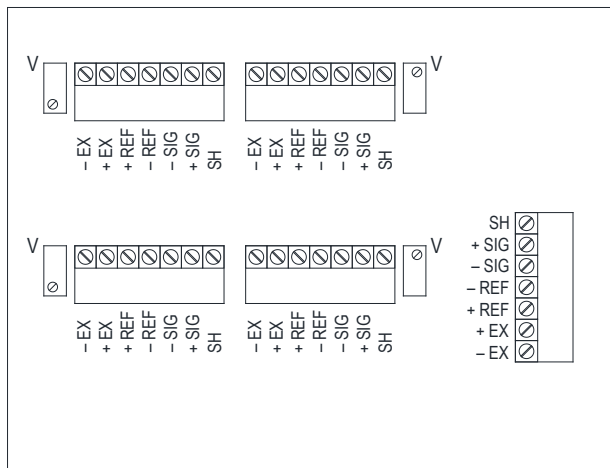 V
V
– EX
+ EX
+ REF
– REF
– SIG
+ SIG
SH
– EX
+ EX
+ REF
– REF
– SIG
+ SIG
SH
V
V
– EX
+ EX
+ REF
– REF
– SIG
+ SIG
SH
– EX
+ EX
+ REF
– REF
– SIG
+ SIG
SH
SH
+ SIG
– SIG
– REF
+ REF
+ EX
– EX